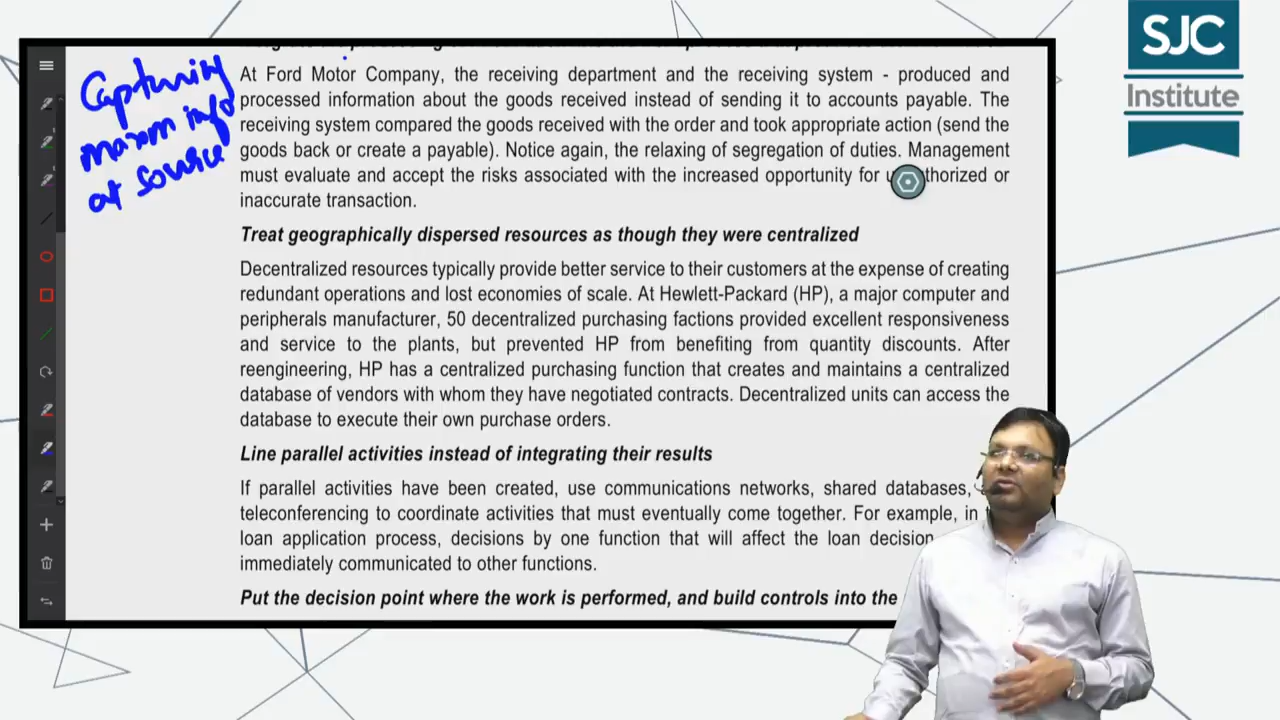 SJC
Institute
Capturing
maxm info
at source
At Ford Motor Company, the receiving department and the receiving system - produced and
processed information about the goods received instead of sending it to accounts payable. The
receiving system compared the goods received with the order and took appropriate action (send the
goods back or create a payable). Notice again, the relaxing of segregation of duties. Management
must evaluate and accept the risks associated with the increased opportunity for or
inaccurate transaction.
Treat geographically dispersed resources as though they were centralized
Decentralized resources typically provide better service to their customers at the expense of creating
redundant operations and lost economies of scale. At Hewlett-Packard (HP), a major computer and
peripherals manufacturer, 50 decentralized purchasing factions provided excellent responsiveness
and service to the plants, but prevented HP from benefiting from quantity discounts. After
reengineering, HP has a centralized purchasing function that creates and maintains a centralized
database of vendors with whom they have negotiated contracts. Decentralized units can access the
database to execute their own purchase orders.
Line parallel activities instead of integrating their results
If parallel activities have been created, use communications networks, shared databases,
teleconferencing to coordinate activities that must eventually come together. For example, in
loan application process, decisions by one function that will affect the loan decision
immediately communicated to other functions.
Put the decision point where the work is performed, and build controls into the